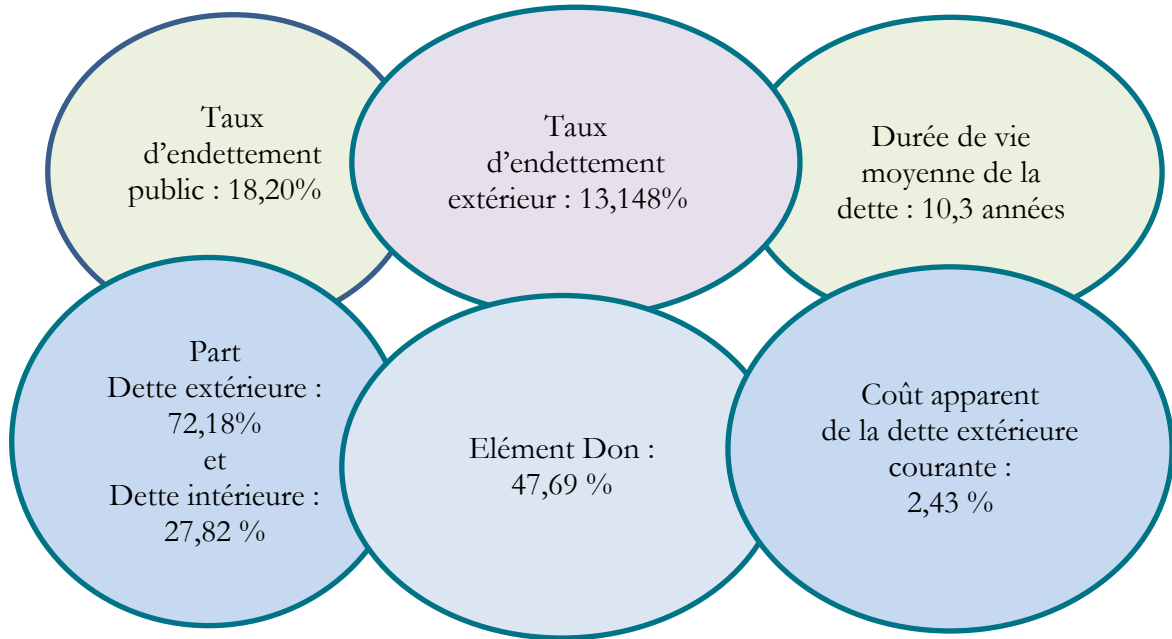 Taux
d'endettement
public : 18,20%
Taux
d'endettement
extérieur : 13,148%
Durée de vie
moyenne de la
dette : 10,3 années
Part
Dette extérieure :
72,18%
et
Dette intérieure :
27,82 %
Elément Don :
47,69 %
Coût apparent
de la dette extérieure
courante :
2,43 %